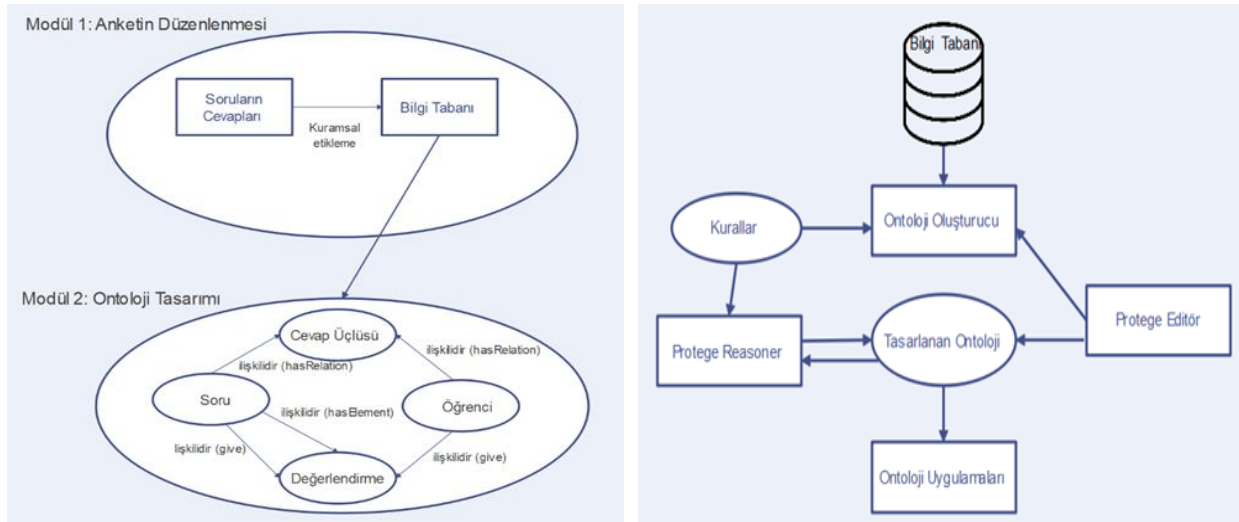 Modül 1: Anketin Düzenlenmesi
Soruların
Cevapları
Kuramsal
etikleme
Bilgi Tabanı
Modül 2: Ontoloji Tasarımı
Cevap Üçlüsü
ilişkilidir (hasRelation)
ilişkilidir (hasRelation)
Soru
Öğrenci
ilişkilidir (hasElement)
Ilişkilidir (give)
ilişkilidir (give)
Değerlendirme
Bilgi Tabanı
Kurallar
Ontoloji Oluşturucu
Protege Editör
Protege Reasoner
Tasarlanan Ontoloji
Ontoloji Uygulamaları